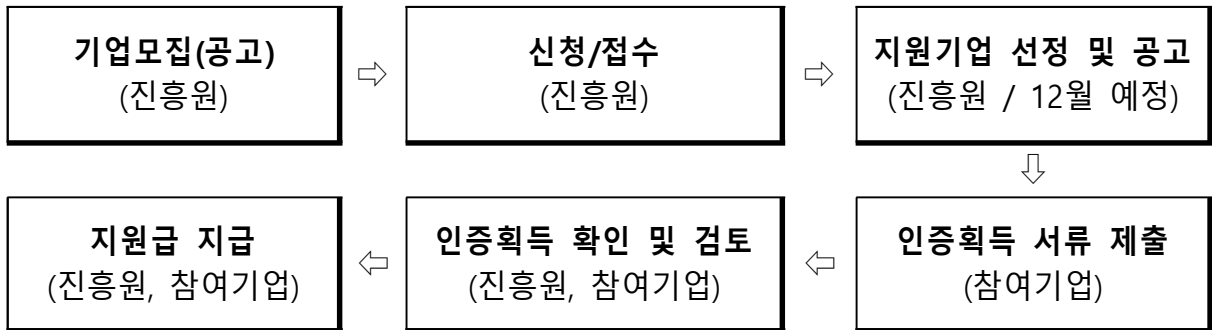 기업모집(공고)
(진흥원)
⇨
신청/접수
(진흥원)
⇨
지원기업 선정 및 공고
(진흥원 / 12월 예정)
⇩
인증획득 서류 제출
(참여기업)
⇦
인증획득 확인 및 검토
(진흥원, 참여기업)
⇦
지원급 지급
(진흥원, 참여기업)